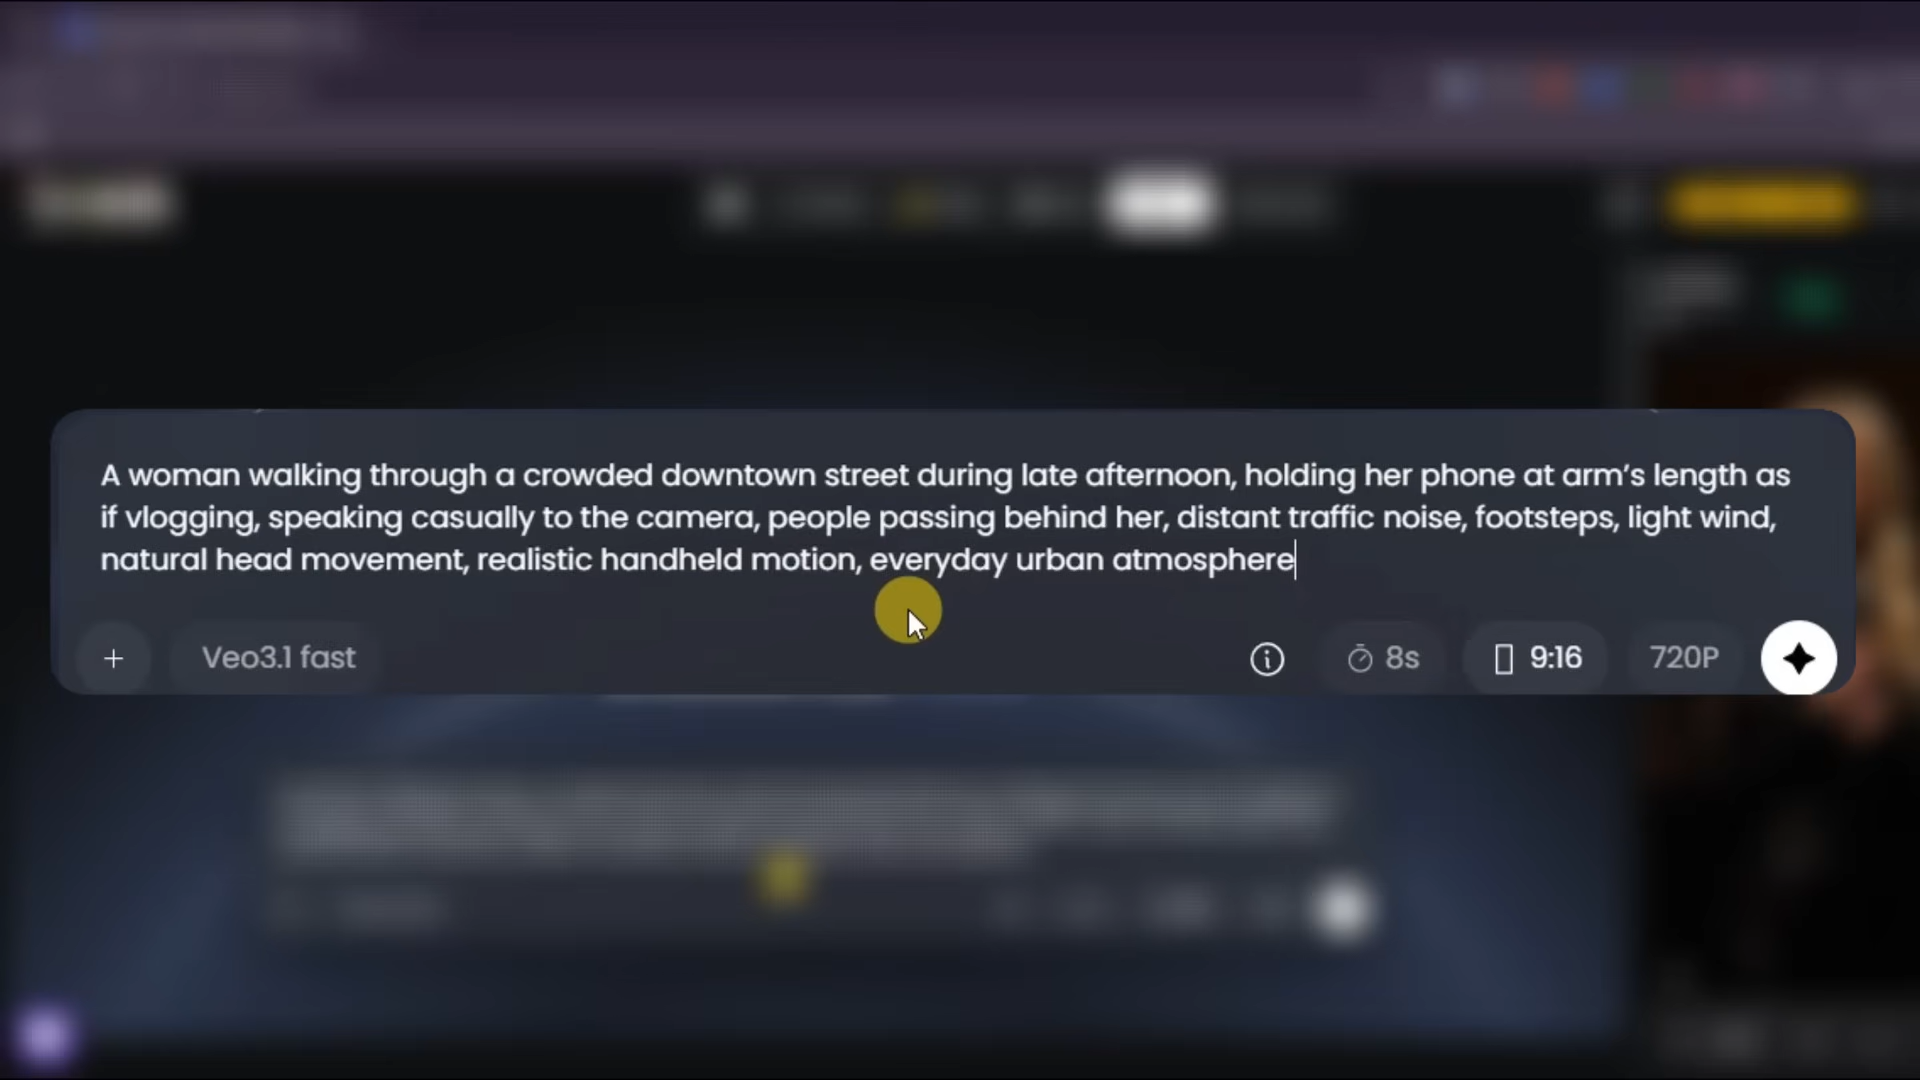 A woman walking through a crowded downtown street during late afternoon, holding her phone at arm’s length as
if vlogging, speaking casually to the camera, people passing behind her, distant traffic noise, footsteps, light wind,
natural head movement, realistic handheld motion, everyday urban atmosphere
Veo3.1 fast
8s
9:16
720P